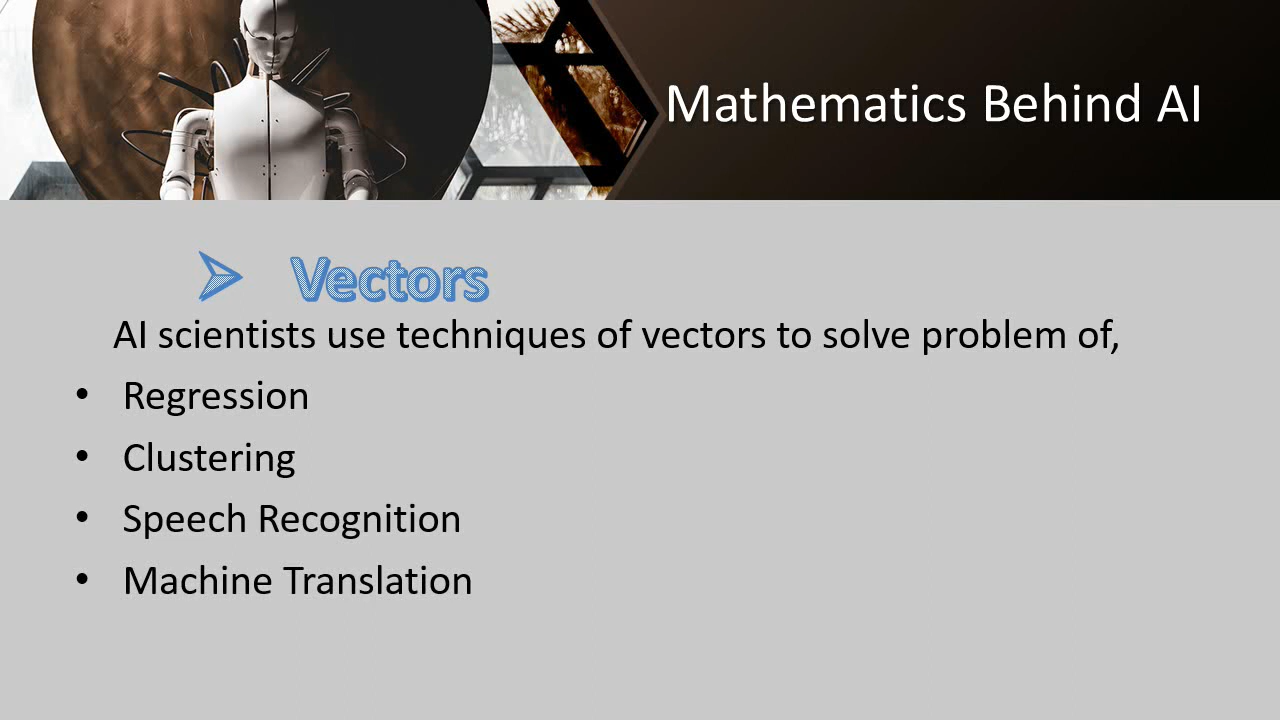 Mathematics Behind AI
➢ Vectors
AI scientists use techniques of vectors to solve problem of,
• Regression
• Clustering
• Speech Recognition
• Machine Translation